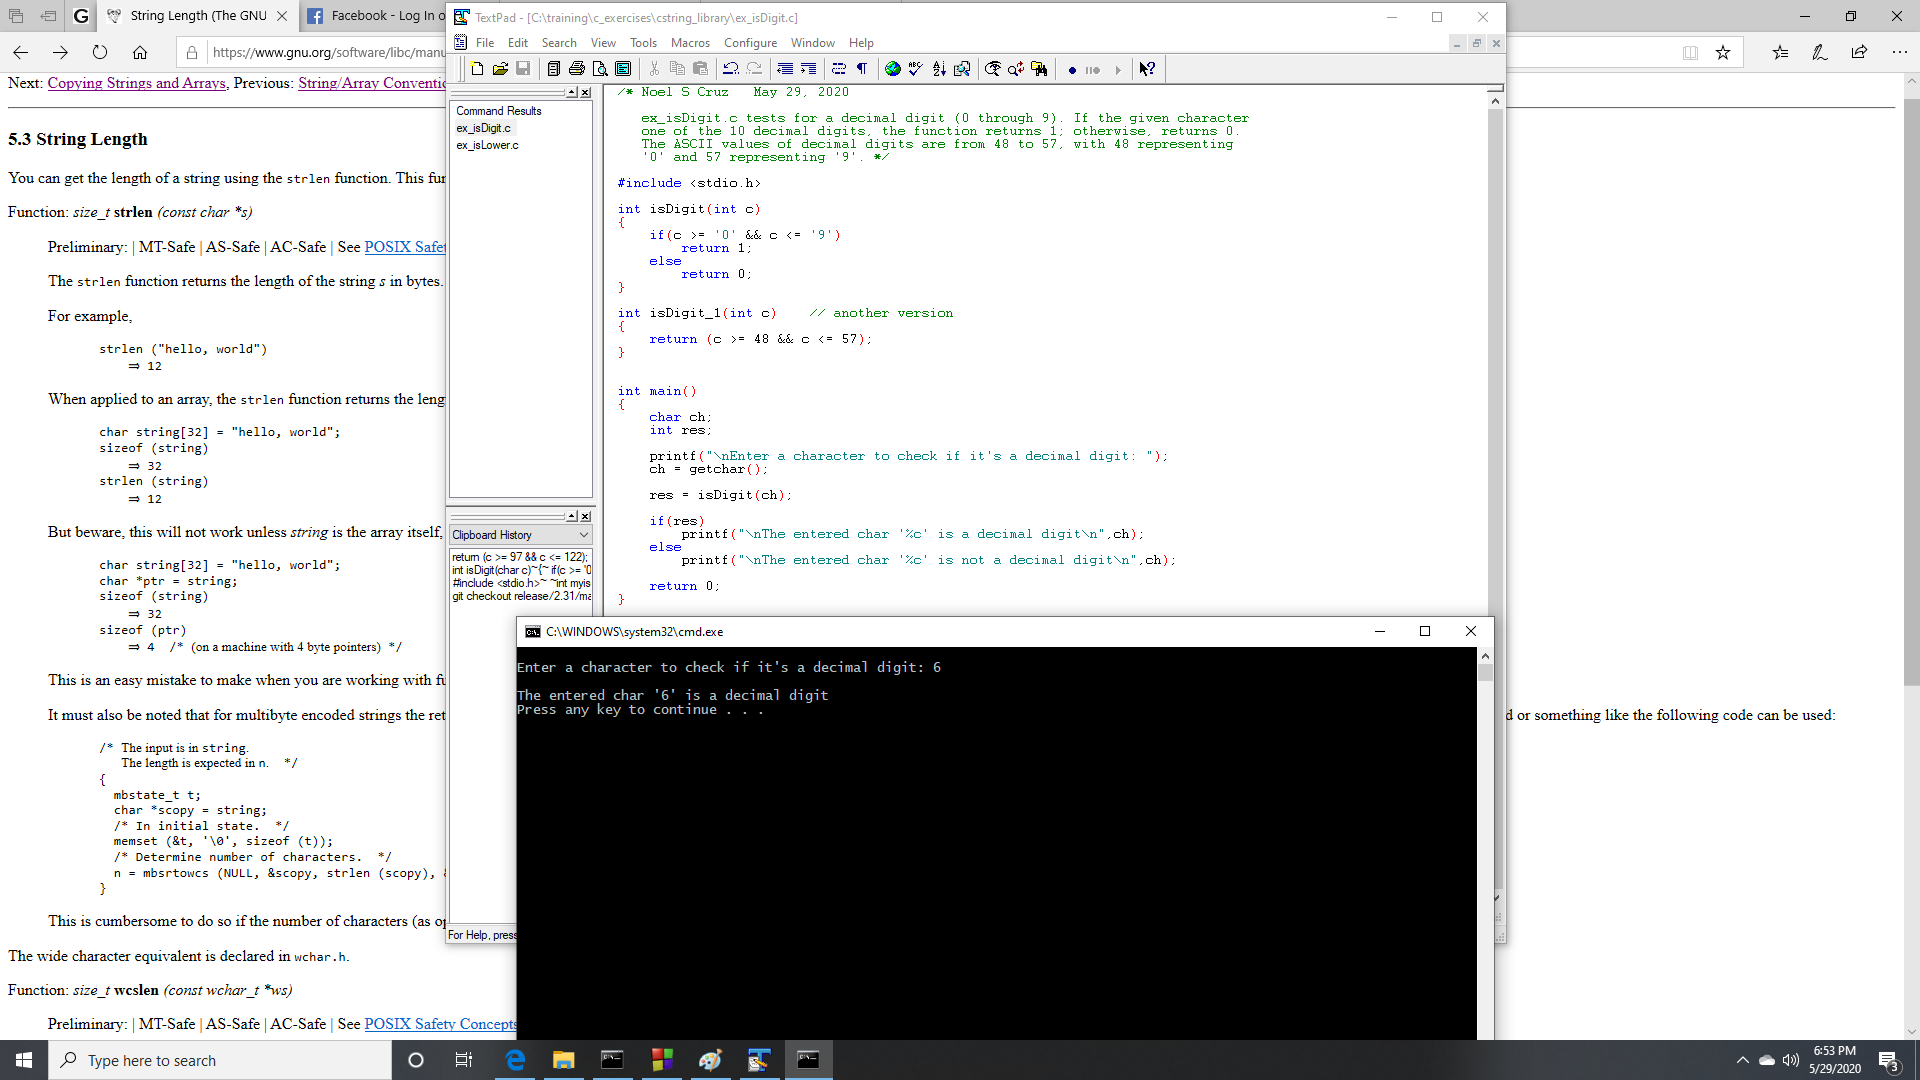 String Length (The GNU
Facebook - Log In o
https://www.gnu.org/software/libc/manu
Next: Copying Strings and Arrays, Previous: String/Array Conventio
5.3 String Length
You can get the length of a string using the strlen function. This fun
Function: size_t strlen (const char *s)
Preliminary: | MT-Safe | AS-Safe | AC-Safe | See POSIX Safet
The strlen function returns the length of the string s in bytes.
For example,
strlen ("hello, world")
⇒ 12
When applied to an array, the strlen function returns the leng
char string[32] = "hello, world";
sizeof (string)
⇒ 32
strlen (string)
⇒ 12
But beware, this will not work unless string is the array itself,
char string[32] = "hello, world";
char *ptr = string;
sizeof (string)
⇒ 32
sizeof (ptr)
⇒ 4 /* (on a machine with 4 byte pointers) */
This is an easy mistake to make when you are working with fu
It must also be noted that for multibyte encoded strings the ret
d or something like the following code can be used:
/* The input is in string.
The length is expected in n. */
{
mbstate_t t;
char *scopy = string;
/* In initial state. */
memset (&t, '\0', sizeof (t));
/* Determine number of characters. */
n = mbsrtowcs (NULL, &scopy, strlen (scopy), &
}
This is cumbersome to do so if the number of characters (as op
The wide character equivalent is declared in wchar.h.
Function: size_t wcslen (const wchar_t *ws)
Preliminary: | MT-Safe | AS-Safe | AC-Safe | See POSIX Safety Concepts
TextPad - [C:\training\c_exercises\cstring_library\ex_isDigit.c]
File Edit Search View Tools Macros Configure Window Help
Command Results
ex_isDigit.c
ex_isLower.c
Clipboard History
return (c >= 97 && c <= 122);
int isDigit(char c)~{~ if(c >= '0
#include <stdio.h>~ ~int myis
git checkout release/2.31/ma
For Help, press
/* Noel S Cruz May 29, 2020
ex_isDigit.c tests for a decimal digit (0 through 9). If the given character
one of the 10 decimal digits, the function returns 1; otherwise, returns 0.
The ASCII values of decimal digits are from 48 to 57, with 48 representing
'0' and 57 representing '9'. */
#include <stdio.h>
int isDigit(int c)
{
if(c >= '0' && c <= '9')
return 1;
else
return 0;
}
int isDigit_1(int c) // another version
{
return (c >= 48 && c <= 57);
}
int main()
{
char ch;
int res;
printf("\nEnter a character to check if it's a decimal digit: ");
ch = getchar();
res = isDigit(ch);
if(res)
printf("\nThe entered char '%c' is a decimal digit\n",ch);
else
printf("\nThe entered char '%c' is not a decimal digit\n",ch);
return 0;
}
C:\WINDOWS\system32\cmd.exe
Enter a character to check if it's a decimal digit: 6
The entered char '6' is a decimal digit
Press any key to continue . . .
Type here to search
6:53 PM
5/29/2020
3